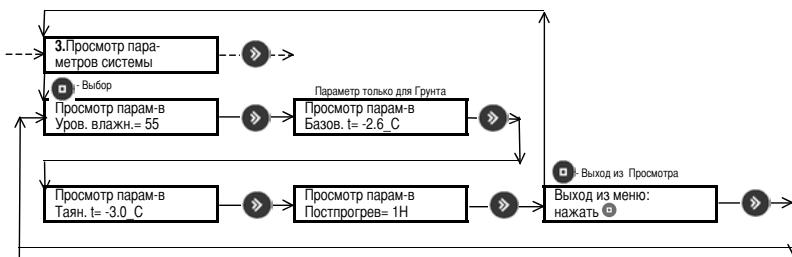 3.Просмотр пара-
метров системы
- Выбор
Параметр только для Грунта
Просмотр парам-в
Уров. влажн.= 55
Просмотр парам-в
Базов. t= -2.6_C
- Выход из Просмотра
Просмотр парам-в
Таян. t= -3.0_C
Просмотр парам-в
Постпрогрев= 1Н
Выход из меню:
нажать